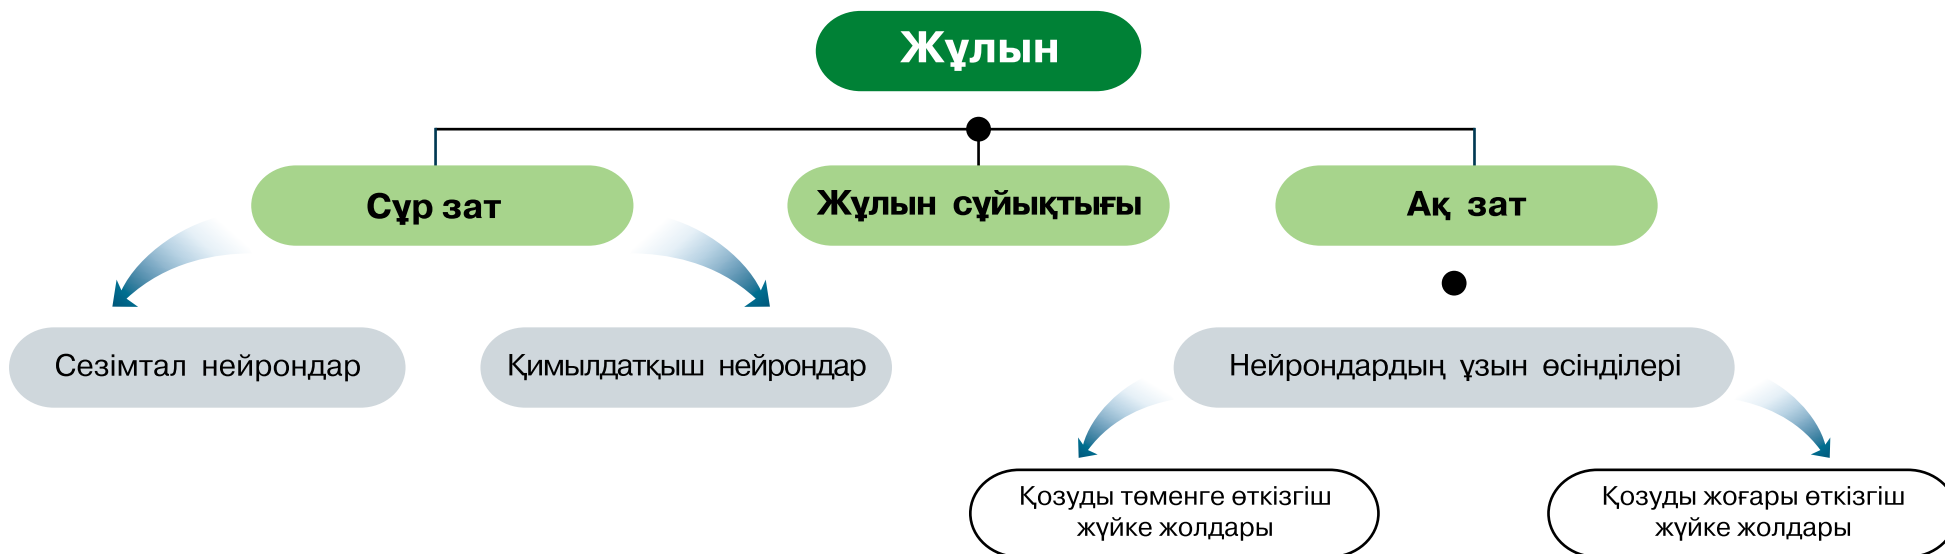 Жұлын
Сұр зат
Жұлын сұйықтығы
Ақ зат
Сезімтал нейрондар
Қимылдатқыш нейрондар
Нейрондардың ұзын өсінділері
Қозуды төменге өткізгіш
жүйке жолдары
Қозуды жоғары өткізгіш
жүйке жолдары